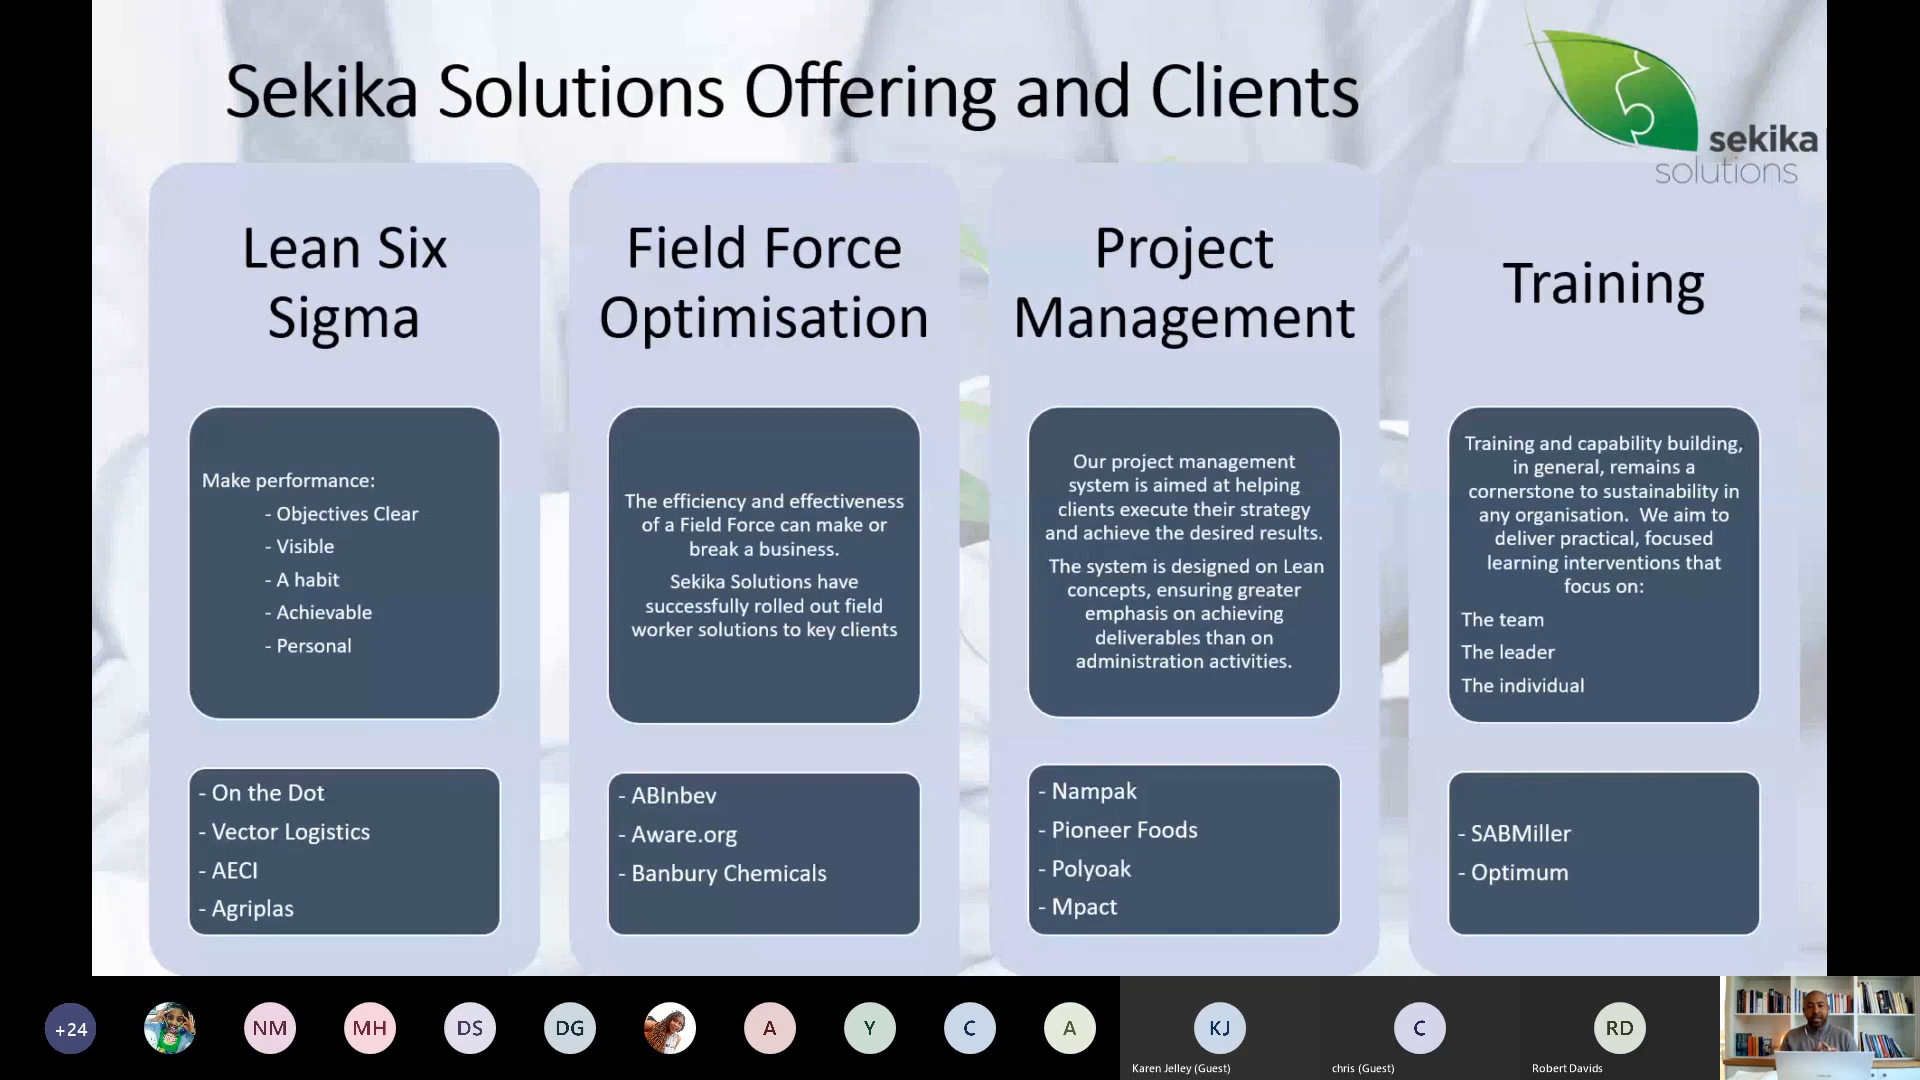 Sekika Solutions Offering and Clients
sekika
solutions
Lean Six
Sigma
Make performance:
- Objectives Clear
- Visible
- A habit
- Achievable
- Personal
- On the Dot
- Vector Logistics
- AECI
- Agriplas
Field Force
Optimisation
The efficiency and effectiveness
of a Field Force can make or
break a business.
Sekika Solutions have
successfully rolled out field
worker solutions to key clients
- ABInbev
- Aware.org
- Banbury Chemicals
Project
Management
Our project management
system is aimed at helping
clients execute their strategy
and achieve the desired results.
The system is designed on Lean
concepts, ensuring greater
emphasis on achieving
deliverables than on
administration activities.
- Nampak
- Pioneer Foods
- Polyoak
- Mpact
Training
Training and capability building,
in general, remains a
cornerstone to sustainability in
any organisation.  We aim to
deliver practical, focused
learning interventions that
focus on:
The team
The leader
The individual
- SABMiller
- Optimum
+24
NM
MH
DS
DG
A
Y
C
A
KJ
Karen Jelley (Guest)
C
chris (Guest)
RD
Robert Davids